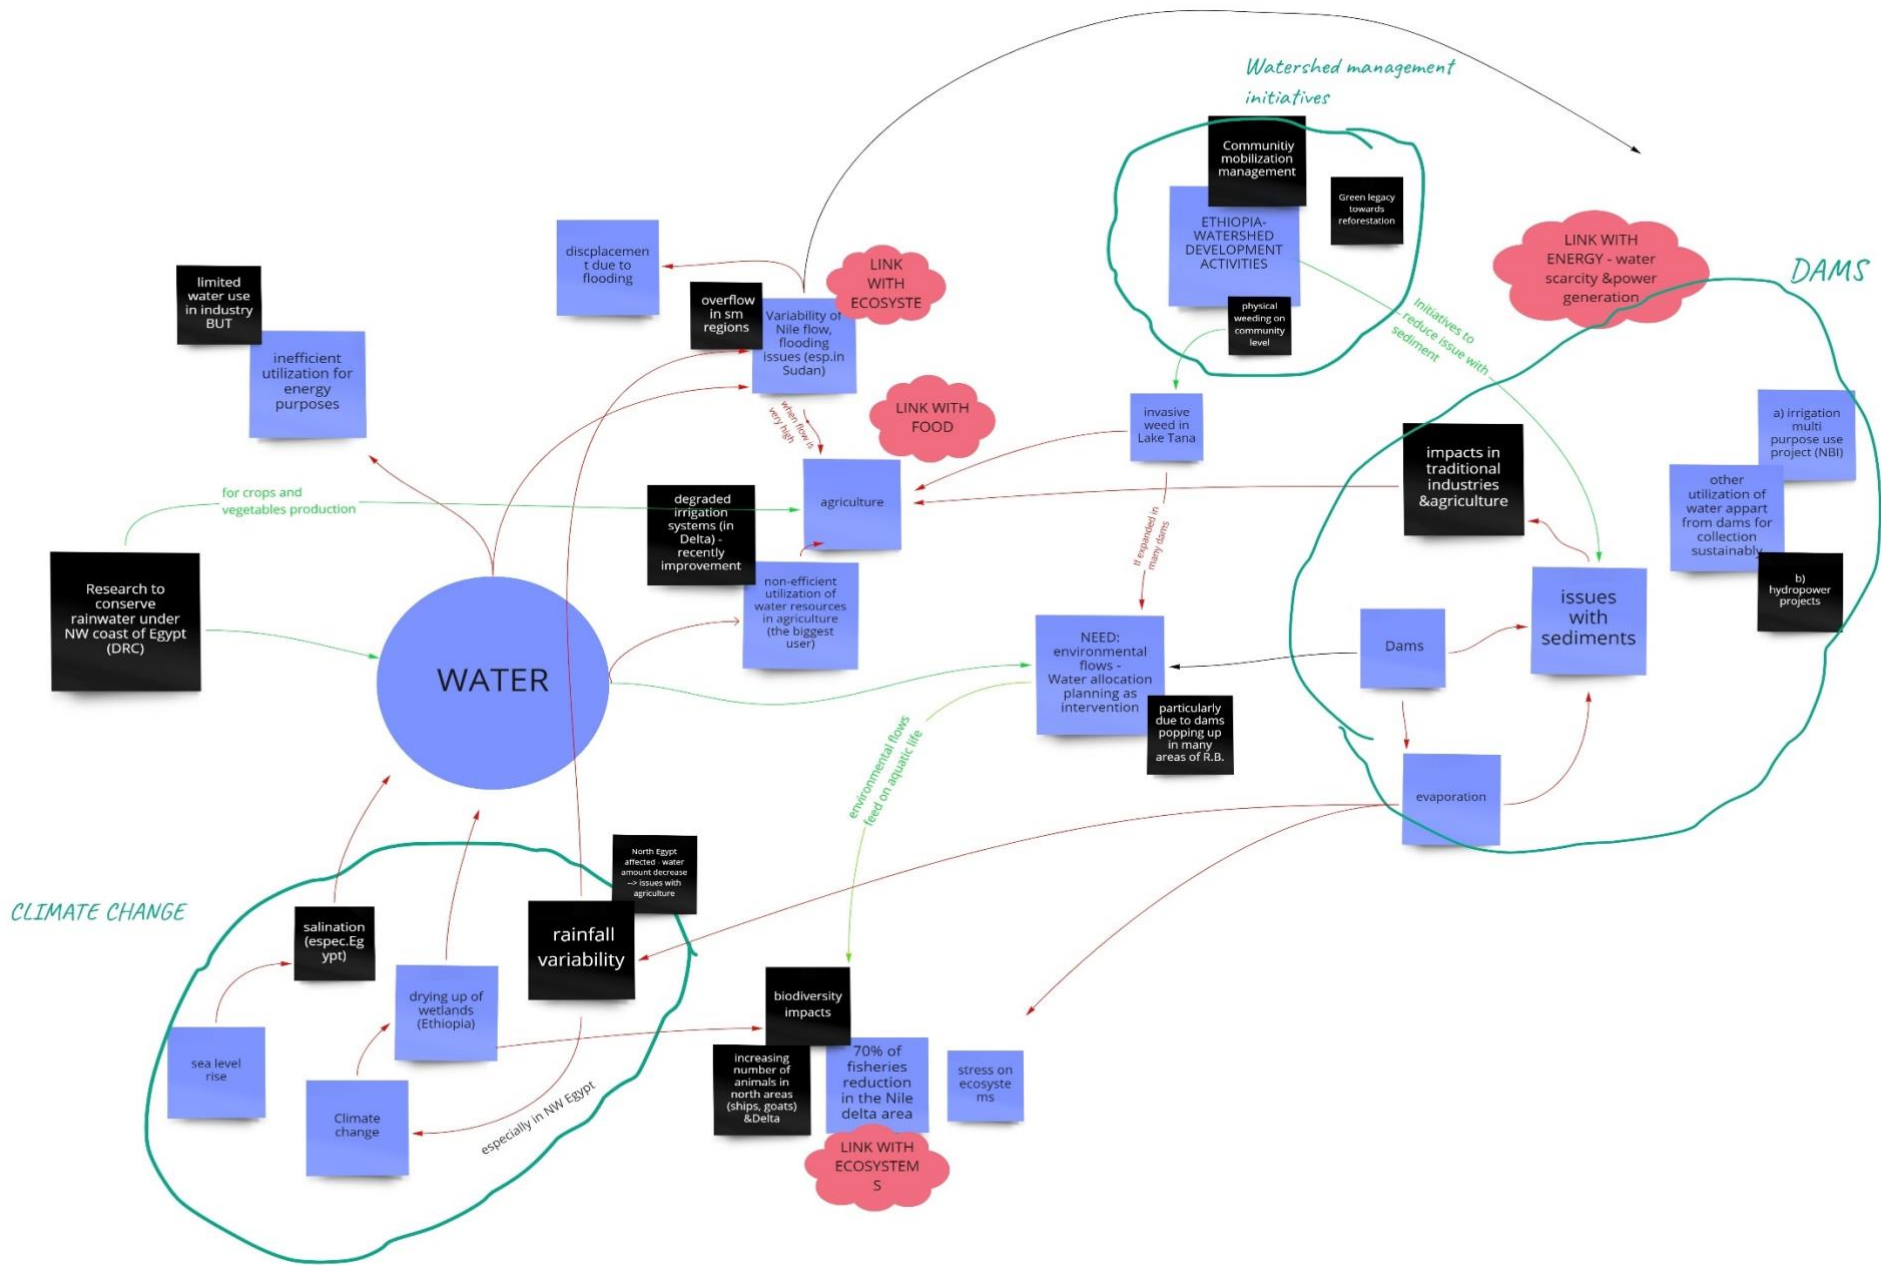 Watershed management
initiatives
Communitiy
mobilization
management
Green legacy
towards
reforestation
ETHIOPIA-
WATERSHED
DEVELOPMENT
ACTIVITIES
physical
weeding on
community
level
LINK WITH
ENERGY - water
scarcity &power
generation
DAMS
Initiatives to
reduce issue with
sediment
discplacemen
t due to
flooding
LINK
WITH
ECOSYSTE
overflow
in sm
regions
Variability of
Nile flow,
flooding
issues (esp.in
Sudan)
limited
water use
in industry
BUT
inefficient
utilization for
energy
purposes
when flow is
very high
LINK WITH
FOOD
invasive
weed in
Lake Tana
impacts in
traditional
industries
&agriculture
a) irrigation
multi
purpose use
project (NBI)
other
utilization of
water appart
from dams for
collection
sustainably
b)
hydropower
projects
for crops and
vegetables production
degraded
irrigation
systems (in
Delta) -
recently
improvement
agriculture
If expanded in
many dams
Research to
conserve
rainwater under
NW coast of Egypt
(DRC)
WATER
non-efficient
utilization of
water resources
in agriculture
(the biggest
user)
NEED:
environmental
flows -
Water allocation
planning as
intervention
particularly
due to dams
popping up
in many
areas of R.B.
Dams
issues
with
sediments
evaporation
environmental flows
feed on aquatic life
CLIMATE CHANGE
North Egypt
affected - water
amount decrease
--> issues with
agriculture
salination
(espec.Eg
ypt)
rainfall
variability
drying up of
wetlands
(Ethiopia)
sea level
rise
Climate
change
especially in NW Egypt
biodiversity
impacts
increasing
number of
animals in
north areas
(ships, goats)
&Delta
70% of
fisheries
reduction
in the Nile
delta area
stress on
ecosyste
ms
LINK WITH
ECOSYSTEM
S